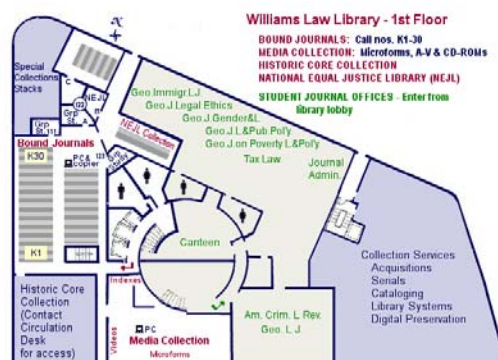 Williams Law Library - 1st Floor
BOUND JOURNALS: Call nos. K1-30
MEDIA COLLECTION: Microforms, A-V & CD-ROMs
HISTORIC CORE COLLECTION
NATIONAL EQUAL JUSTICE LIBRARY (NEJL)
STUDENT JOURNAL OFFICES - Enter from
library lobby
Special
Collections
Stacks
C
NEJL
B
A
Grp
St.
Grp
St. 111
NEJL Collection
Geo Immigr LJ
Geo.J.Legal Ethics
Geo.J.Gender&L
Geo.J L&Pub Pol'y
Geo.J.on Poverty L&Pol'y
Tax Law
Journal
Admin.
Bound Journals
K30
PC &
copier
K1
Canteen
Indexes
Historic Core
Collection
(Contact
Circulation
Desk
for access)
Videos
PC
Media Collection
Microforms
Am. Crim. L Rev.
Geo. L J
Collection Services
Acquisitions
Serials
Cataloging
Library Systems
Digital Preservation